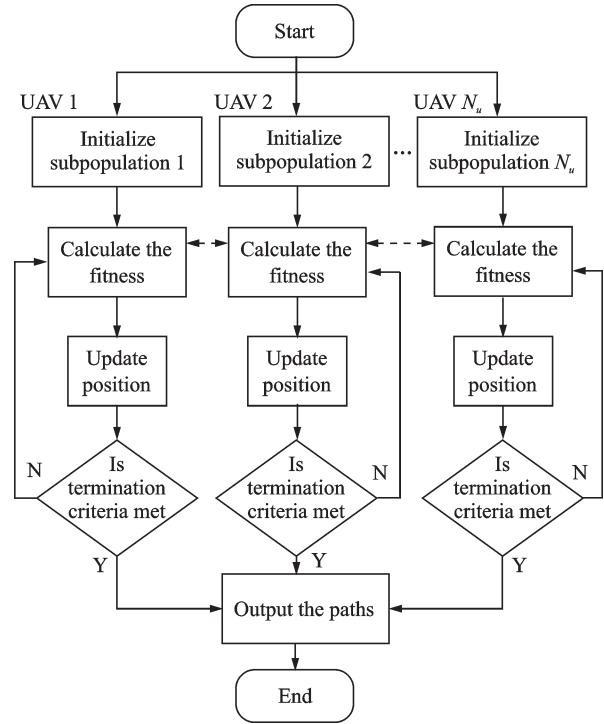 Start
UAV 1
UAV 2
UAV Nu
Initialize
subpopulation 1
Initialize
subpopulation 2
...
Initialize
subpopulation Nu
Calculate the
fitness
Calculate the
fitness
Calculate the
fitness
Update
position
Update
position
Update
position
N
Is
termination
criteria met
Is
termination
criteria met
N
Is
termination
criteria met
N
Y
Y
Y
Output the paths
End